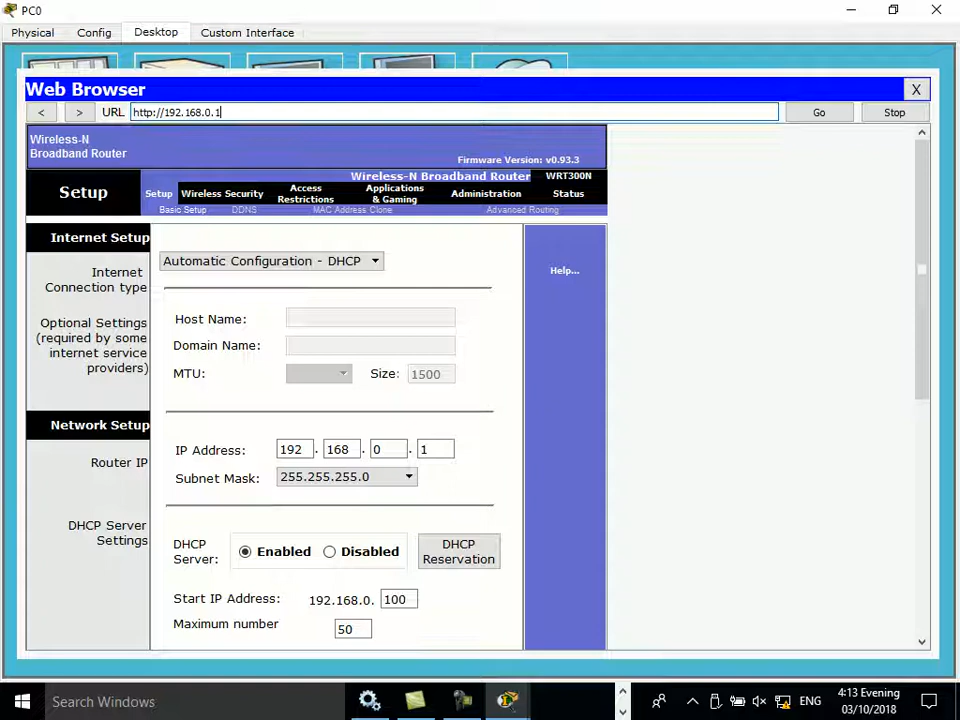 PC0
Physical Config Desktop Custom Interface
Web Browser X
< > URL http://192.168.0.1 Go Stop
Wireless-N
Broadband Router
Firmware Version: v0.93.3
Wireless-N Broadband Router WRT300N
Setup
Setup Wireless Security Access Restrictions Applications & Gaming Administration Status
Basic Setup DDNS MAC Address Clone Advanced Routing
Internet Setup
Internet
Connection type
Automatic Configuration - DHCP
Help...
Optional Settings
(required by some
internet service
providers)
Host Name:
Domain Name:
MTU: Size: 1500
Network Setup
Router IP
IP Address: 192 . 168 . 0 . 1
Subnet Mask: 255.255.255.0
DHCP Server
Settings
DHCP
Server:
Enabled Disabled
DHCP
Reservation
Start IP Address: 192.168.0. 100
Maximum number 50
Search Windows
ENG
4:13 Evening
03/10/2018